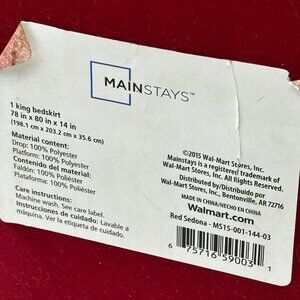 MAINSTAYS™
1 king bedskirt
78 in x 80 in x 14 in
(198.1 cm x 203.2 cm x 35.6 cm)
Material content:
Drop: 100% Polyester
Platform: 100% Polyester
Contenido del material:
Faldón: 100% Poliéster
Plataforma: 100% Poliéster
Care instructions:
Machine wash. See care label.
Instrucciones de cuidado: Lavable a
máquina. Ver la etiqueta de cuidado.
©2015 Wal-Mart Stores, Inc.
Mainstays is a registered trademark of
Wal-Mart Stores, Inc.
Distributed by/Distribuido por
Wal-Mart Stores, Inc., Bentonville, AR 72716
MADE IN CHINA/HECHO EN CHINA
Walmart.com
Red Sedona - MS15-001-144-03
6 75716 59003 1